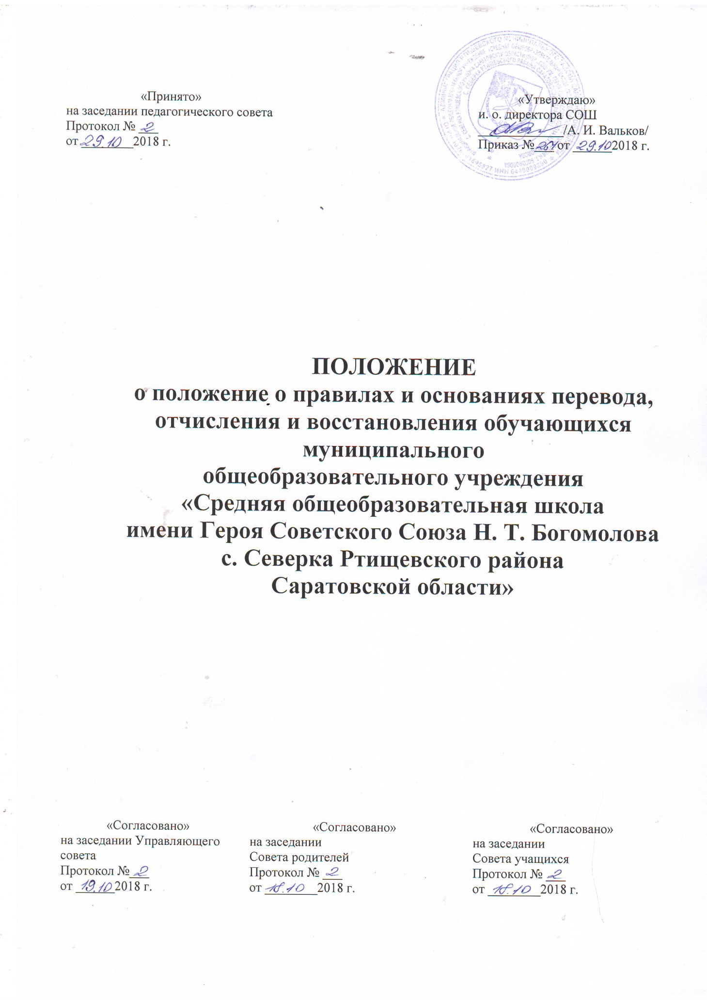 «Принято»
на заседании педагогического совета
Протокол № 2
от 29.10 2018 г.
«Утверждаю»
и. о. директора СОШ
/А. И. Вальков/
Приказ № 264 от 29.10 2018 г.
ПОЛОЖЕНИЕ
о положение о правилах и основаниях перевода,
отчисления и восстановления обучающихся
муниципального
общеобразовательного учреждения
«Средняя общеобразовательная школа
имени Героя Советского Союза Н. Т. Богомолова
с. Северка Ртищевского района
Саратовской области»
«Согласовано»
на заседании Управляющего
совета
Протокол № 2
от 19.10 2018 г.
«Согласовано»
на заседании
Совета родителей
Протокол № 2
от 18.10 2018 г.
«Согласовано»
на заседании
Совета учащихся
Протокол № 2
от 18.10 2018 г.